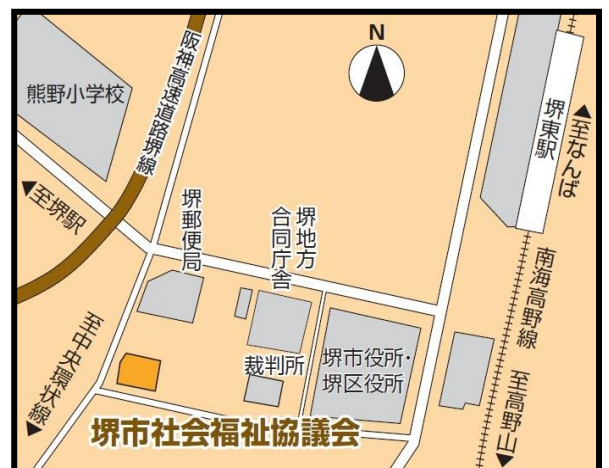 N
熊野小学校
阪神高速道路堺線
堺東駅
▲至なんば
◀至堺駅
堺郵便局
堺地方
合同庁舎
南海高野線
至高野山▶
至中央環状線▶
裁判所
堺市役所・
堺区役所
堺市社会福祉協議会